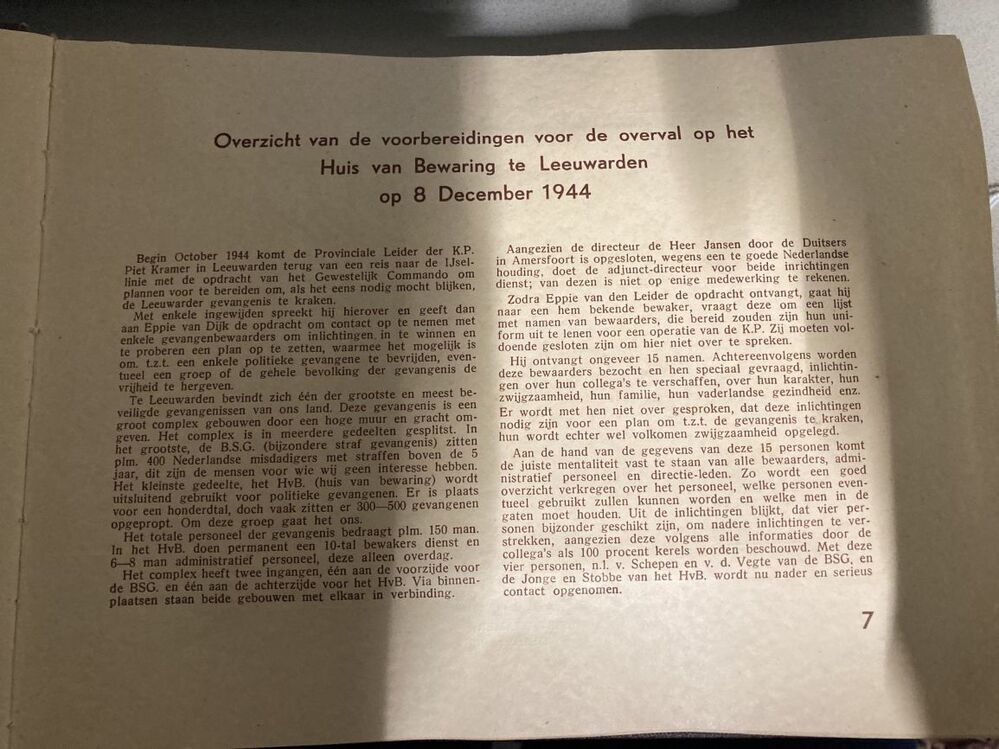 Overzicht van de voorbereidingen voor de overval op het
Huis van Bewaring te Leeuwarden
op 8 December 1944
Begin October 1944 komt de Provinciale Leider der K.P.
Piet Kramer in Leeuwarden terug van een reis naar de IJsel-
linie met de opdracht van het Gewestelijk Commando om
plannen voor te bereiden om, als het eens nodig mocht blijken,
de Leeuwarder gevangenis te kraken.
Met enkele ingewijden spreekt hij hierover en geeft dan
aan Eppie van Dijk de opdracht om contact op te nemen met
enkele gevangenbewaarders om inlichtingen in te winnen en
te proberen een plan op te zetten, waarmee het mogelijk is
om t.z.t. een enkele politieke gevangene te bevrijden, even-
tueel een groep of de gehele bevolking der gevangenis de
vrijheid te hergeven.
Te Leeuwarden bevindt zich één der grootste en meest be-
veiligde gevangenissen van ons land. Deze gevangenis is een
groot complex gebouwen door een hoge muur en gracht om-
geven. Het complex is in meerdere gedeelten gesplitst. In
het grootste, de B.S.G. (bijzondere straf gevangenis) zitten
plm. 400 Nederlandse misdadigers met straffen boven de 5
jaar, dit zijn de mensen voor wie wij geen interesse hebben.
Het kleinste gedeelte, het HvB. (huis van bewaring) wordt
uitsluitend gebruikt voor politieke gevangenen. Er is plaats
voor een honderdtal, doch vaak zitten er 300—500 gevangenen
opgepropt. Om deze groep gaat het ons.
Het totale personeel der gevangenis bedraagt plm. 150 man.
In het HvB. doen permanent een 10-tal bewakers dienst en
6—8 man administratief personeel, deze alleen overdag.
Het complex heeft twee ingangen, één aan de voorzijde voor
de BSG. en één aan de achterzijde voor het HvB. Via binnen-
plaatsen staan beide gebouwen met elkaar in verbinding.
Aangezien de directeur de Heer Jansen door de Duitsers
in Amersfoort is opgesloten, wegens een te goede Nederlandse
houding, doet de adjunct-directeur voor beide inrichtingen
dienst; van dezen is niet op enige medewerking te rekenen.
Zodra Eppie van den Leider de opdracht ontvangt, gaat hij
naar een hem bekende bewaker, vraagt deze om een lijst
met namen van bewaarders, die bereid zouden zijn hun uni-
form uit te lenen voor een operatie van de K.P. Zij moeten vol-
doende gesloten zijn om hier niet over te spreken.
Hij ontvangt ongeveer 15 namen. Achtereenvolgens worden
deze bewaarders bezocht en hen speciaal gevraagd, inlichtin-
gen over hun collega's te verschaffen, over hun karakter, hun
zwijgzaamheid, hun familie, hun vaderlandse gezindheid enz.
Er wordt met hen niet over gesproken, dat deze inlichtingen
nodig zijn voor een plan om t.z.t. de gevangenis te kraken,
hun wordt echter wel volkomen zwijgzaamheid opgelegd.
Aan de hand van de gegevens van deze 15 personen komt
de juiste mentaliteit vast te staan van alle bewaarders, admi-
nistratief personeel en directie-leden. Zo wordt een goed
overzicht verkregen over het personeel, welke personen even-
tueel gebruikt zullen kunnen worden en welke men in de
gaten moet houden. Uit de inlichtingen blijkt, dat vier per-
sonen bijzonder geschikt zijn, om nadere inlichtingen te ver-
strekken, aangezien deze volgens alle informaties door de
collega's als 100 procent kerels worden beschouwd. Met deze
vier personen, n.l. v. Schepen en v. d. Vegte van de BSG, en
de Jonge en Stobbe van het HvB. wordt nu nader en serieus
contact opgenomen.
7